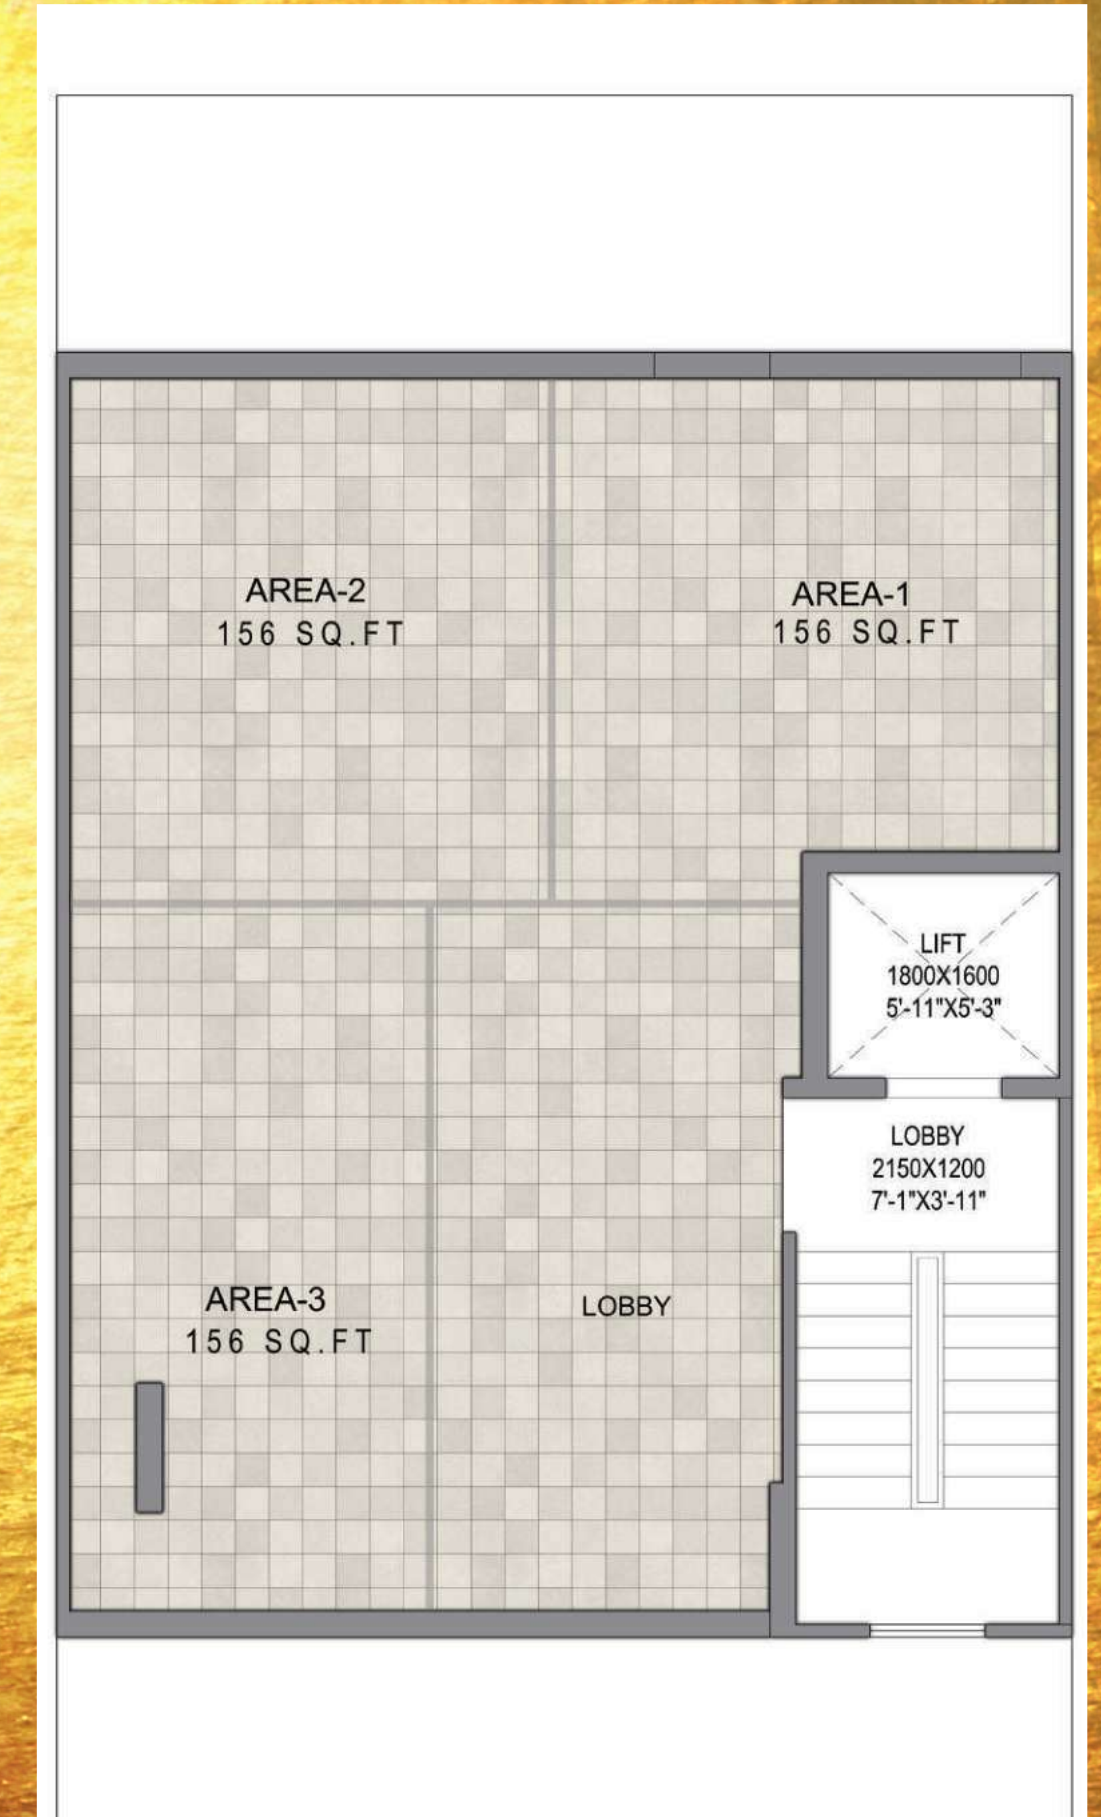 AREA-2
156 SQ.FT
AREA-1
156 SQ.FT
LIFT
1800X1600
5'-11"X5'-3"
LOBBY
2150X1200
7'-1"X3'-11"
AREA-3
156 SQ.FT
LOBBY